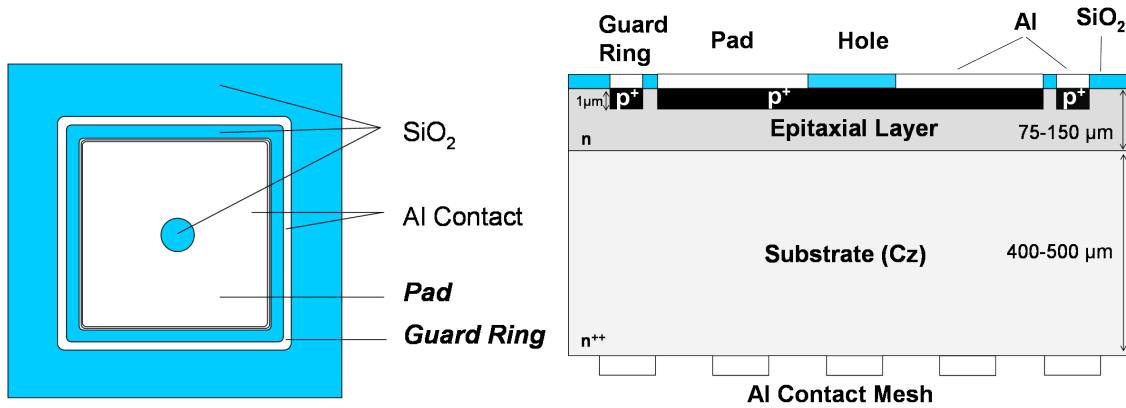 SiO2
Al Contact
Pad
Guard Ring
Guard
Ring
Pad
Hole
Al
SiO2
1μm
p+
p+
p+
Epitaxial Layer
75-150 μm
n
Substrate (Cz)
400-500 μm
n++
Al Contact Mesh